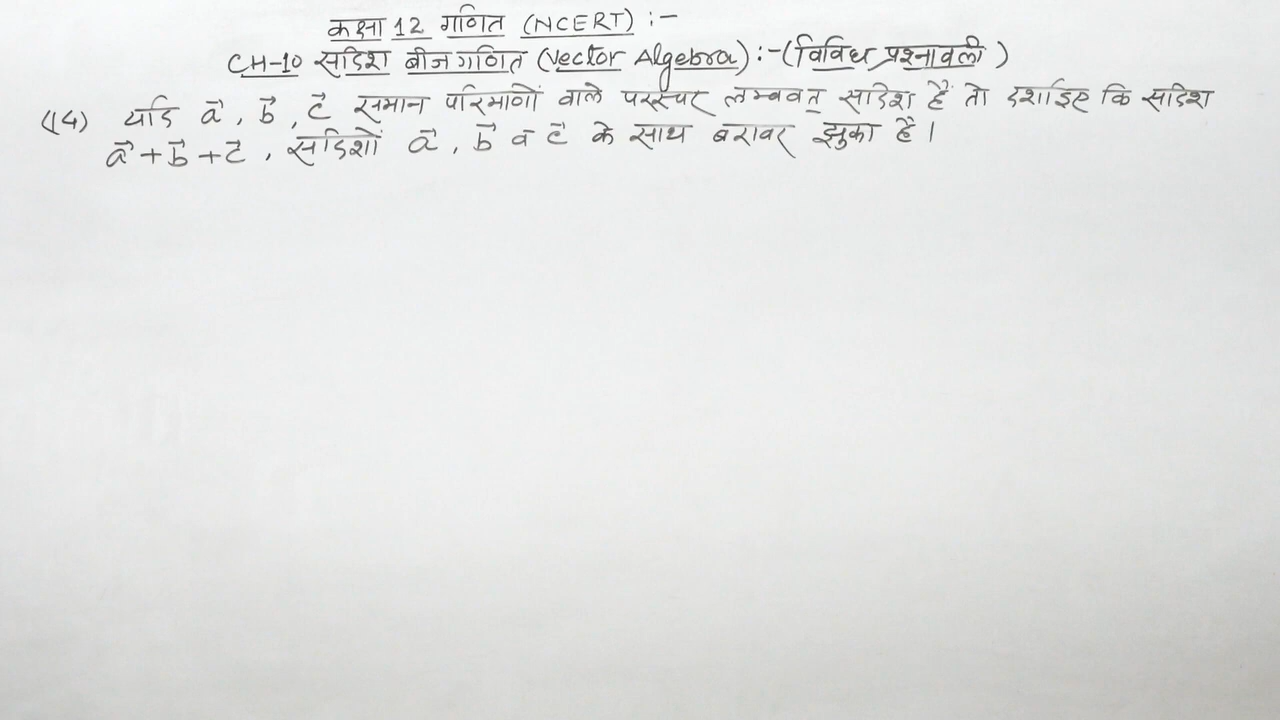 कक्षा 12 गणित (NCERT) :-
CH-10 सदिश बीजगणित (Vector Algebra) :- (विविध प्रश्नावली)
(14) यदि a⃗, b⃗, c⃗ समान परिमाणों वाले परस्पर लम्बवत् सदिश हैं तो दर्शाइए कि सदिश
a⃗ + b⃗ + c⃗, सदिशों a⃗, b⃗ व c⃗ के साथ बराबर झुका है।